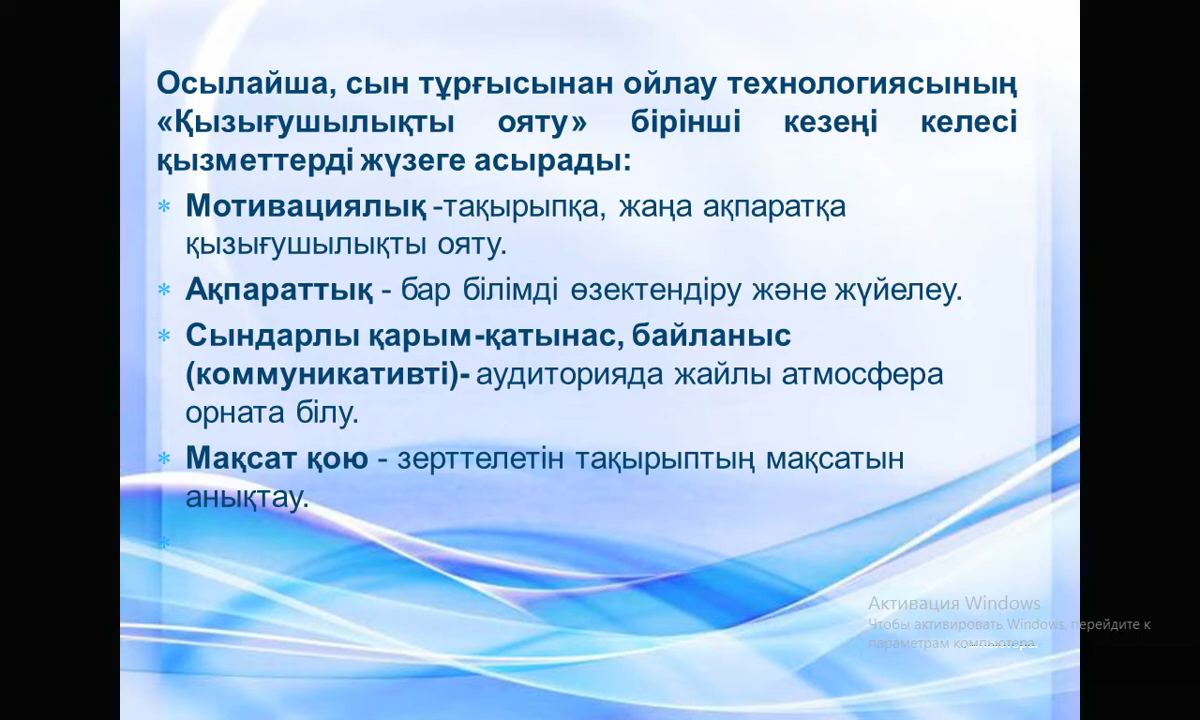 Осылайша, сын тұрғысынан ойлау технологиясының
«Қызығушылықты ояту» бірінші кезеңі келесі
қызметтерді жүзеге асырады:
* Мотивациялық -тақырыпқа, жаңа ақпаратқа
қызығушылықты ояту.
* Ақпараттық - бар білімді өзектендіру және жүйелеу.
* Сындарлы қарым-қатынас, байланыс
(коммуникативті)- аудиторияда жайлы атмосфера
орната білу.
* Мақсат қою - зерттелетін тақырыптың мақсатын
анықтау.
*
Активация Windows
Чтобы активировать Windows, перейдите к
параметрам компьютера.